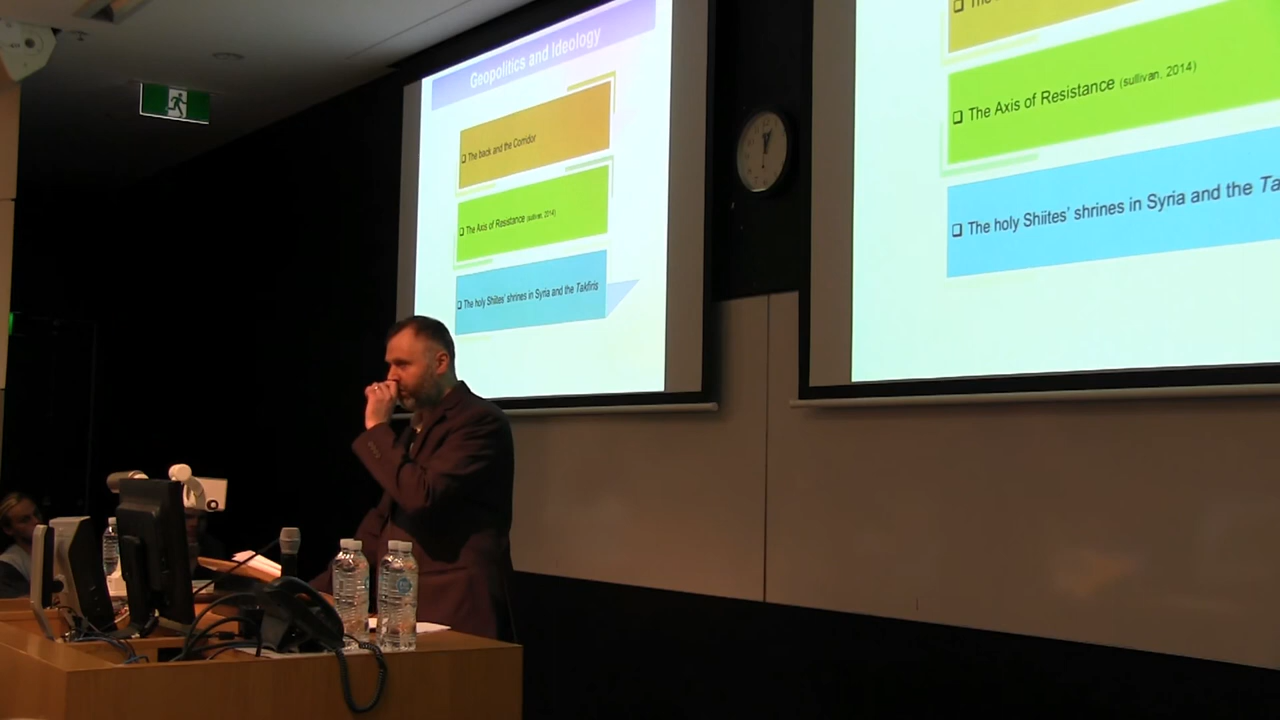 Geopolitics and Ideology
❑ The back and the Corridor
❑ The Axis of Resistance (sullivan, 2014)
❑ The holy Shiites' shrines in Syria and the Takfiris
❑ The Axis of Resistance (sullivan, 2014)
❑ The holy Shiites' shrines in Syria and the Ta